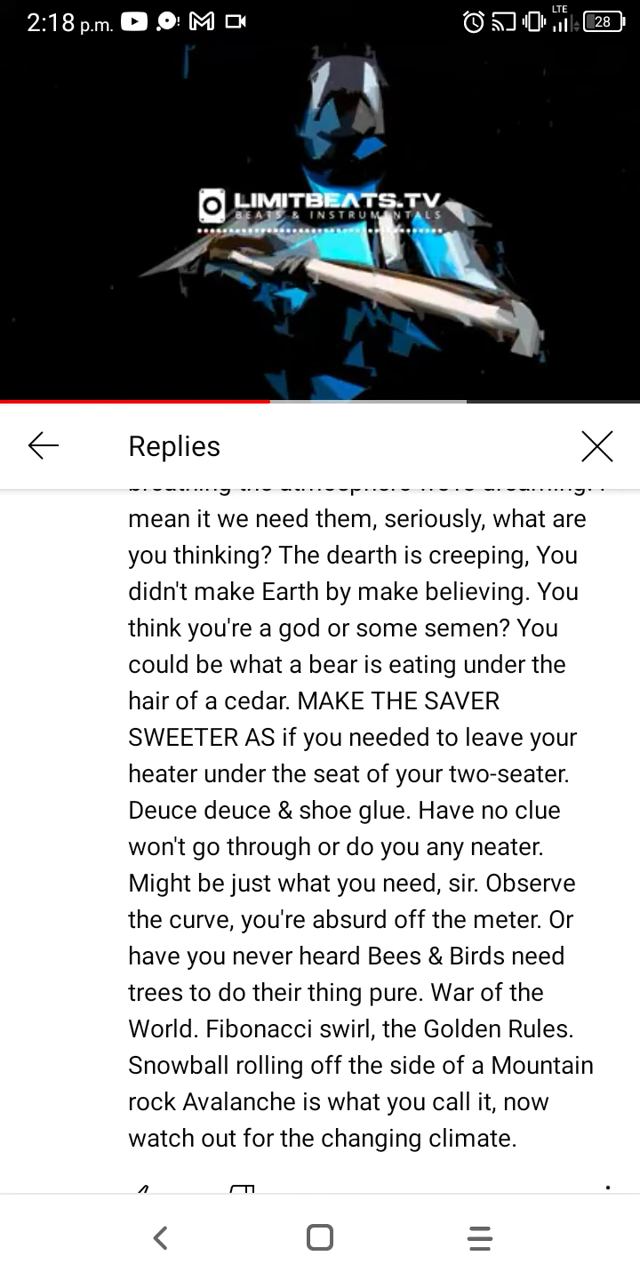 2:18 p.m.
LTE
28
LIMITBEATS.TV
BEATS & INSTRUMENTALS
Replies
breathing the atmosphere we're dreaming. I
mean it we need them, seriously, what are
you thinking? The dearth is creeping, You
didn't make Earth by make believing. You
think you're a god or some semen? You
could be what a bear is eating under the
hair of a cedar. MAKE THE SAVER
SWEETER AS if you needed to leave your
heater under the seat of your two-seater.
Deuce deuce & shoe glue. Have no clue
won't go through or do you any neater.
Might be just what you need, sir. Observe
the curve, you're absurd off the meter. Or
have you never heard Bees & Birds need
trees to do their thing pure. War of the
World. Fibonacci swirl, the Golden Rules.
Snowball rolling off the side of a Mountain
rock Avalanche is what you call it, now
watch out for the changing climate.